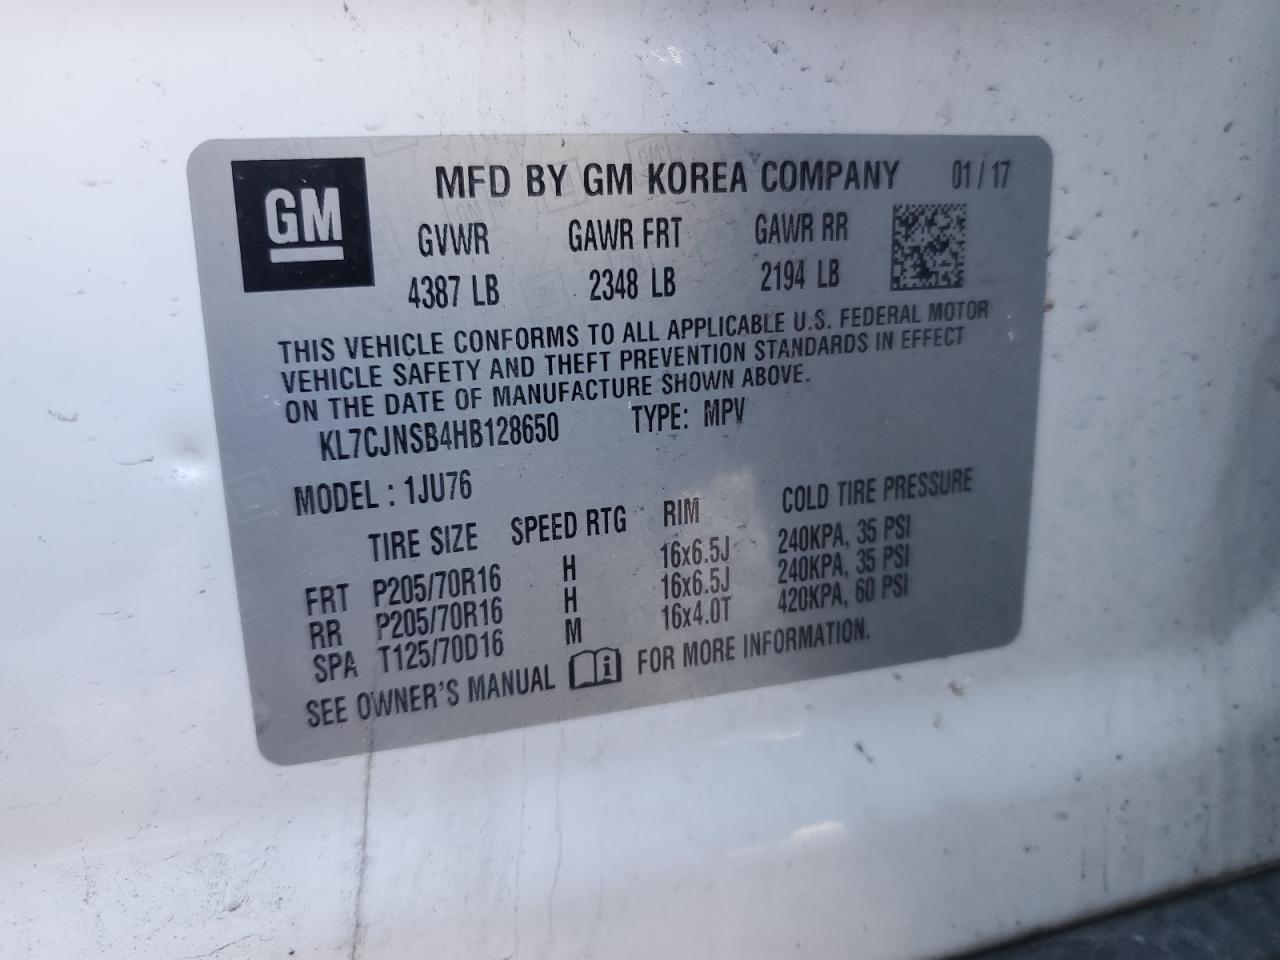 GM
MFD BY GM KOREA COMPANY 01/17
GVWR GAWR FRT GAWR RR
4387 LB 2348 LB 2194 LB
THIS VEHICLE CONFORMS TO ALL APPLICABLE U.S. FEDERAL MOTOR
VEHICLE SAFETY AND THEFT PREVENTION STANDARDS IN EFFECT
ON THE DATE OF MANUFACTURE SHOWN ABOVE.
KL7CJNSB4HB128650 TYPE: MPV
MODEL : 1JU76
TIRE SIZE SPEED RTG RIM COLD TIRE PRESSURE
FRT P205/70R16 H 16x6.5J 240KPA, 35 PSI
RR P205/70R16 H 16x6.5J 240KPA, 35 PSI
SPA T125/70D16 M 16x4.0T 420KPA, 60 PSI
SEE OWNER'S MANUAL i FOR MORE INFORMATION.